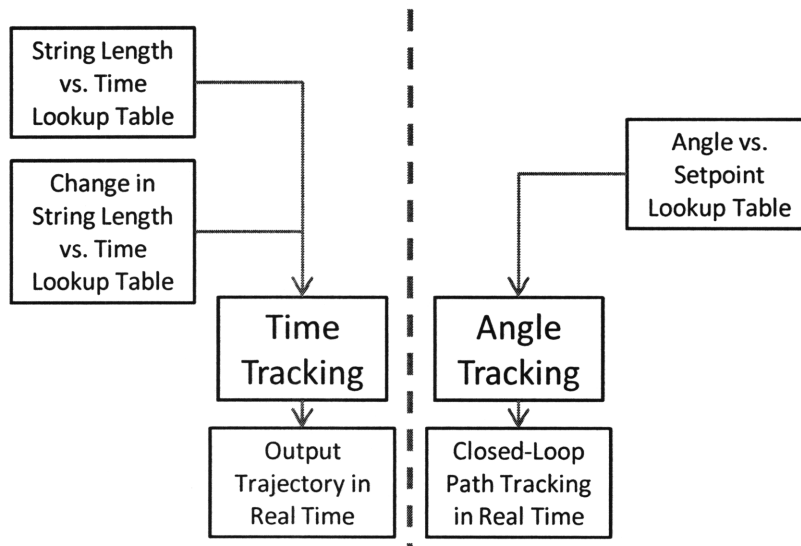 String Length
vs. Time
Lookup Table
Change in
String Length
vs. Time
Lookup Table
Time
Tracking
Output
Trajectory in
Real Time
Angle vs.
Setpoint
Lookup Table
Angle
Tracking
Closed-Loop
Path Tracking
in Real Time